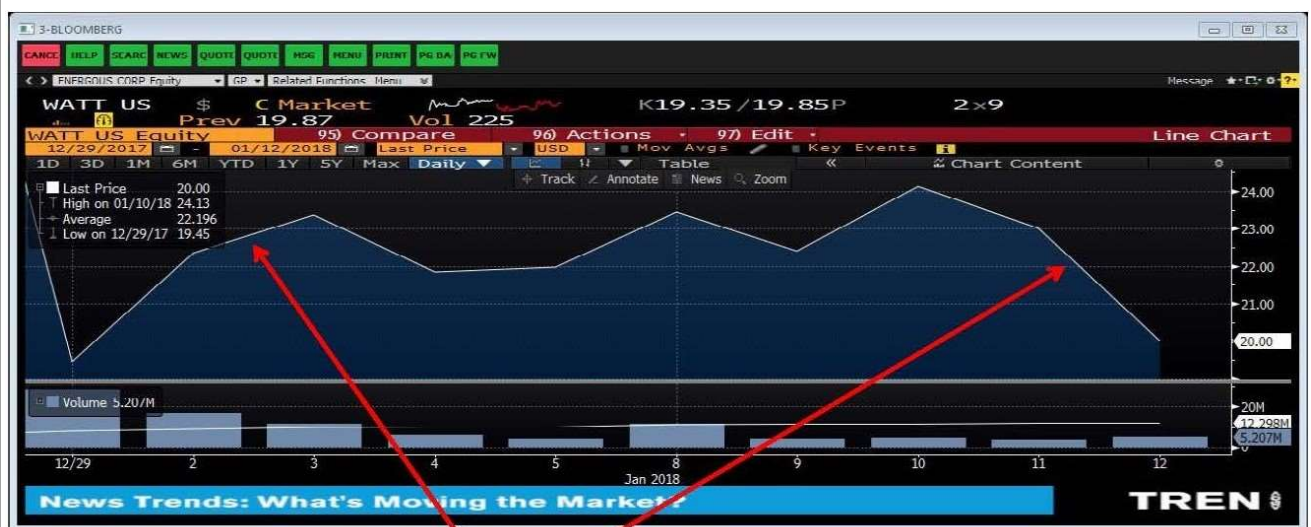 3-BLOOMBERG
CANCE HELP SEARC NEWS QUOTE QUOTE MSG MENU PRINT PG BA PG FW
< > ENERGOUS CORP Equity GP Related Functions Menu Message
WATT US $ C Market K19.35/19.85P 2×9
Prev 19.87 Vol 225
WATT US Equity 95) Compare 96) Actions 97) Edit Line Chart
12/29/2017 - 01/12/2018 Last Price USD Mov Avgs Key Events
1D 3D 1M 6M YTD 1Y 5Y Max Daily Table « Chart Content
Track Annotate News Zoom
Last Price 20.00
High on 01/10/18 24.13
Average 22.196
Low on 12/29/17 19.45
24.00
23.00
22.00
21.00
20.00
Volume 5.207M
20M
12.298M
5.207M
0
12/29 2 3 4 5 8 9 10 11 12
Jan 2018
News Trends: What's Moving the Market? TREN